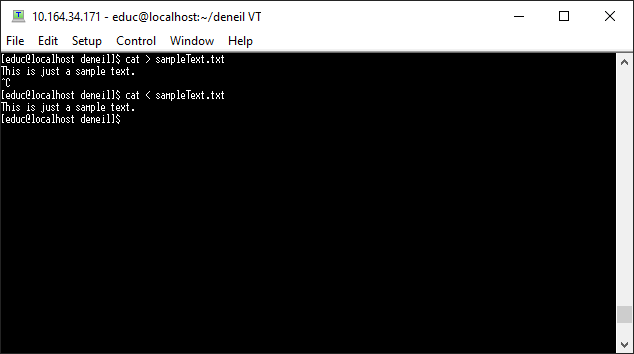 10.164.34.171 - educ@localhost:~/deneil VT
File Edit Setup Control Window Help
[educ@localhost deneil]$ cat > sampleText.txt
This is just a sample text.
^C
[educ@localhost deneil]$ cat < sampleText.txt
This is just a sample text.
[educ@localhost deneil]$